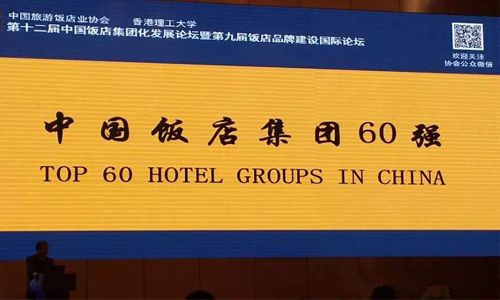 中国旅游饭店业协会 香港理工大学
第十二届中国饭店集团化发展论坛暨第九届饭店品牌建设国际论坛
欢迎关注
协会公众微信
中国饭店集团60强
TOP 60 HOTEL GROUPS IN CHINA